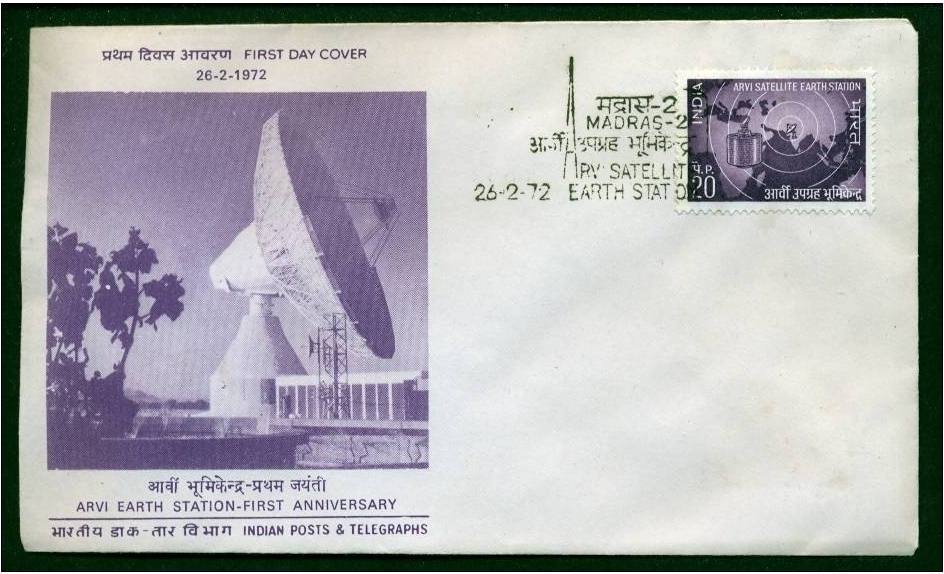 प्रथम दिवस आवरण FIRST DAY COVER
26-2-1972
आर्वी भूमिकेन्द्र-प्रथम जयंती
ARVI EARTH STATION-FIRST ANNIVERSARY
भारतीय डाक-तार विभाग INDIAN POSTS & TELEGRAPHS
मद्रास-2
MADRAS-2
आर्वी उपग्रह भूमिकेन्द्र
ARVI SATELLIT
26-2-72 EARTH STATIO
ARVI SATELLITE EARTH STATION
INDIA
भारत
प. P.
20
आर्वी उपग्रह भूमिकेन्द्र